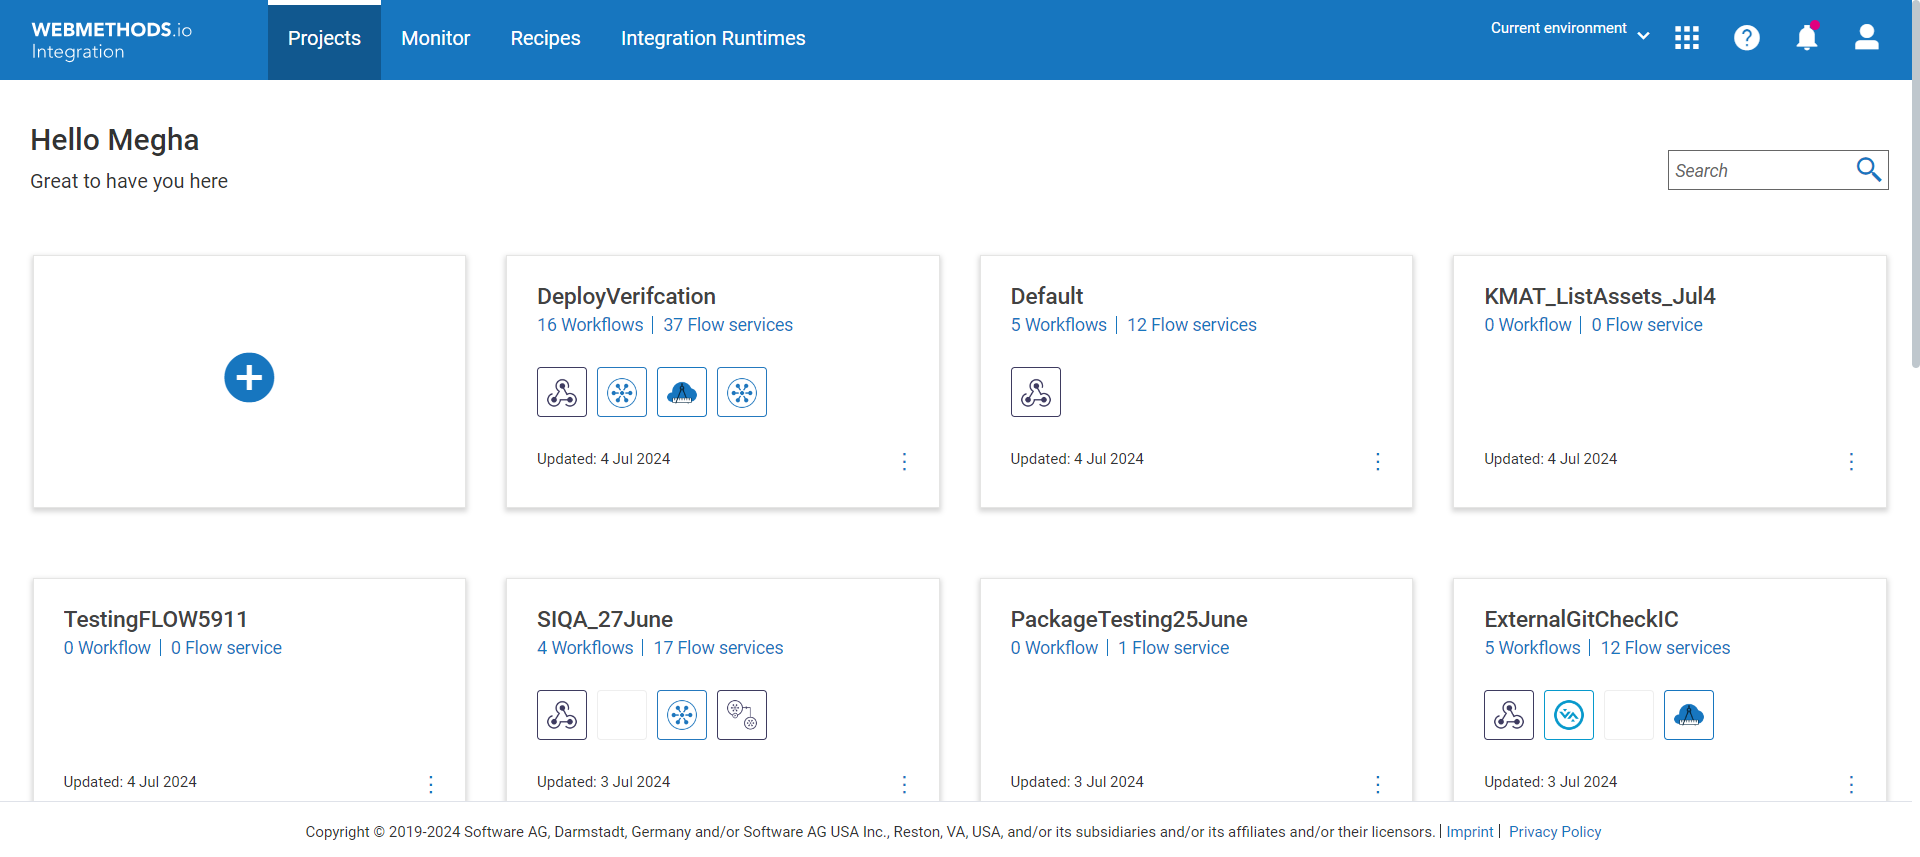 WEBMETHODS.io
Integration
Projects
Monitor
Recipes
Integration Runtimes
Current environment
Hello Megha
Great to have you here
Search
DeployVerifcation
16 Workflows | 37 Flow services
Updated: 4 Jul 2024
Default
5 Workflows | 12 Flow services
Updated: 4 Jul 2024
KMAT_ListAssets_Jul4
0 Workflow | 0 Flow service
Updated: 4 Jul 2024
TestingFLOW5911
0 Workflow | 0 Flow service
Updated: 4 Jul 2024
SIQA_27June
4 Workflows | 17 Flow services
Updated: 3 Jul 2024
PackageTesting25June
0 Workflow | 1 Flow service
Updated: 3 Jul 2024
ExternalGitCheckIC
5 Workflows | 12 Flow services
Updated: 3 Jul 2024
Copyright © 2019-2024 Software AG, Darmstadt, Germany and/or Software AG USA Inc., Reston, VA, USA, and/or its subsidiaries and/or its affiliates and/or their licensors. | Imprint | Privacy Policy